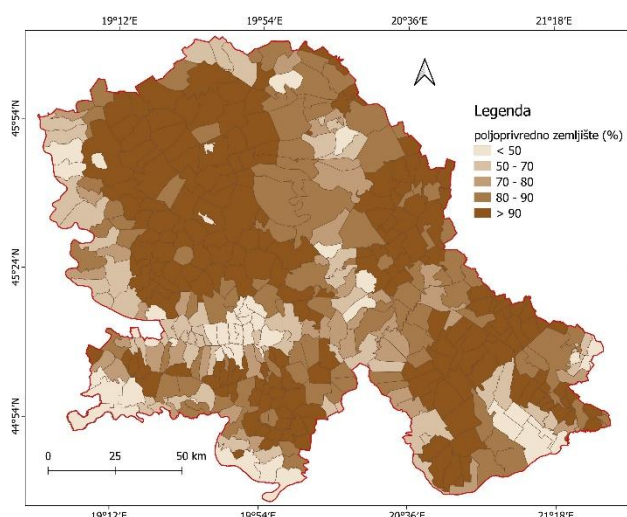 19°12′E 19°54′E 20°36′E 21°18′E
45°54′N
45°24′N
44°54′N
Legenda
poljoprivredno zemljište (%)
< 50
50 - 70
70 - 80
80 - 90
> 90
0 25 50 km
19°12′E 19°54′E 20°36′E 21°18′E